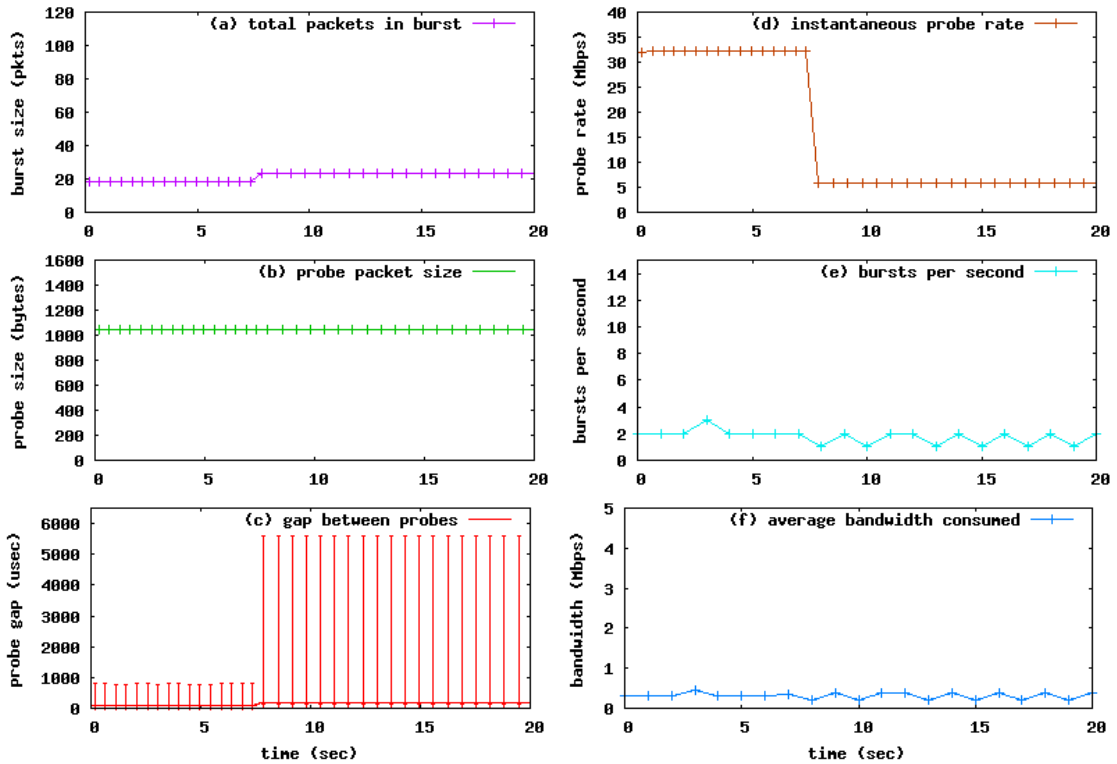 (a) total packets in burst
burst size (pkts)
120
100
80
60
40
20
0
0 5 10 15 20
(d) instantaneous probe rate
probe rate (Mbps)
40
35
30
25
20
15
10
5
0
0 5 10 15 20
(b) probe packet size
probe size (bytes)
1600
1400
1200
1000
800
600
400
200
0
0 5 10 15 20
(e) bursts per second
bursts per second
14
12
10
8
6
4
2
0
0 5 10 15 20
(c) gap between probes
probe gap (usec)
6000
5000
4000
3000
2000
1000
0
0 5 10 15 20
time (sec)
(f) average bandwidth consumed
bandwidth (Mbps)
5
4
3
2
1
0
0 5 10 15 20
time (sec)